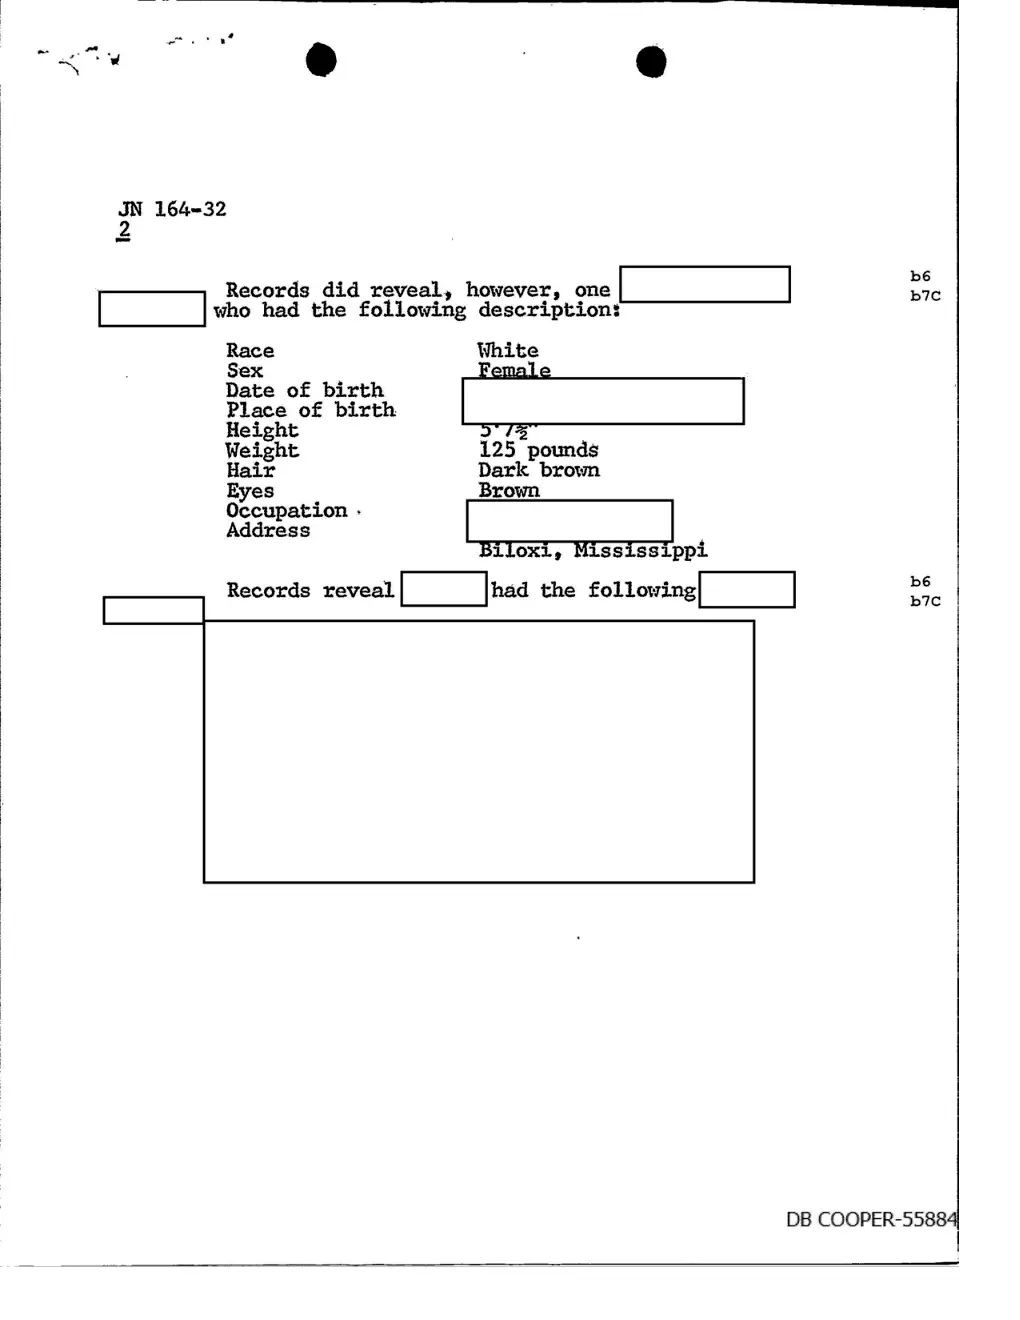 JN 164-32
2
Records did reveal, however, one
who had the following description:
b6
b7C
Race White
Sex Female
Date of birth
Place of birth
Height 5'7½"
Weight 125 pounds
Hair Dark brown
Eyes Brown
Occupation
Address
Biloxi, Mississippi
Records reveal had the following
b6
b7C
DB COOPER-55884